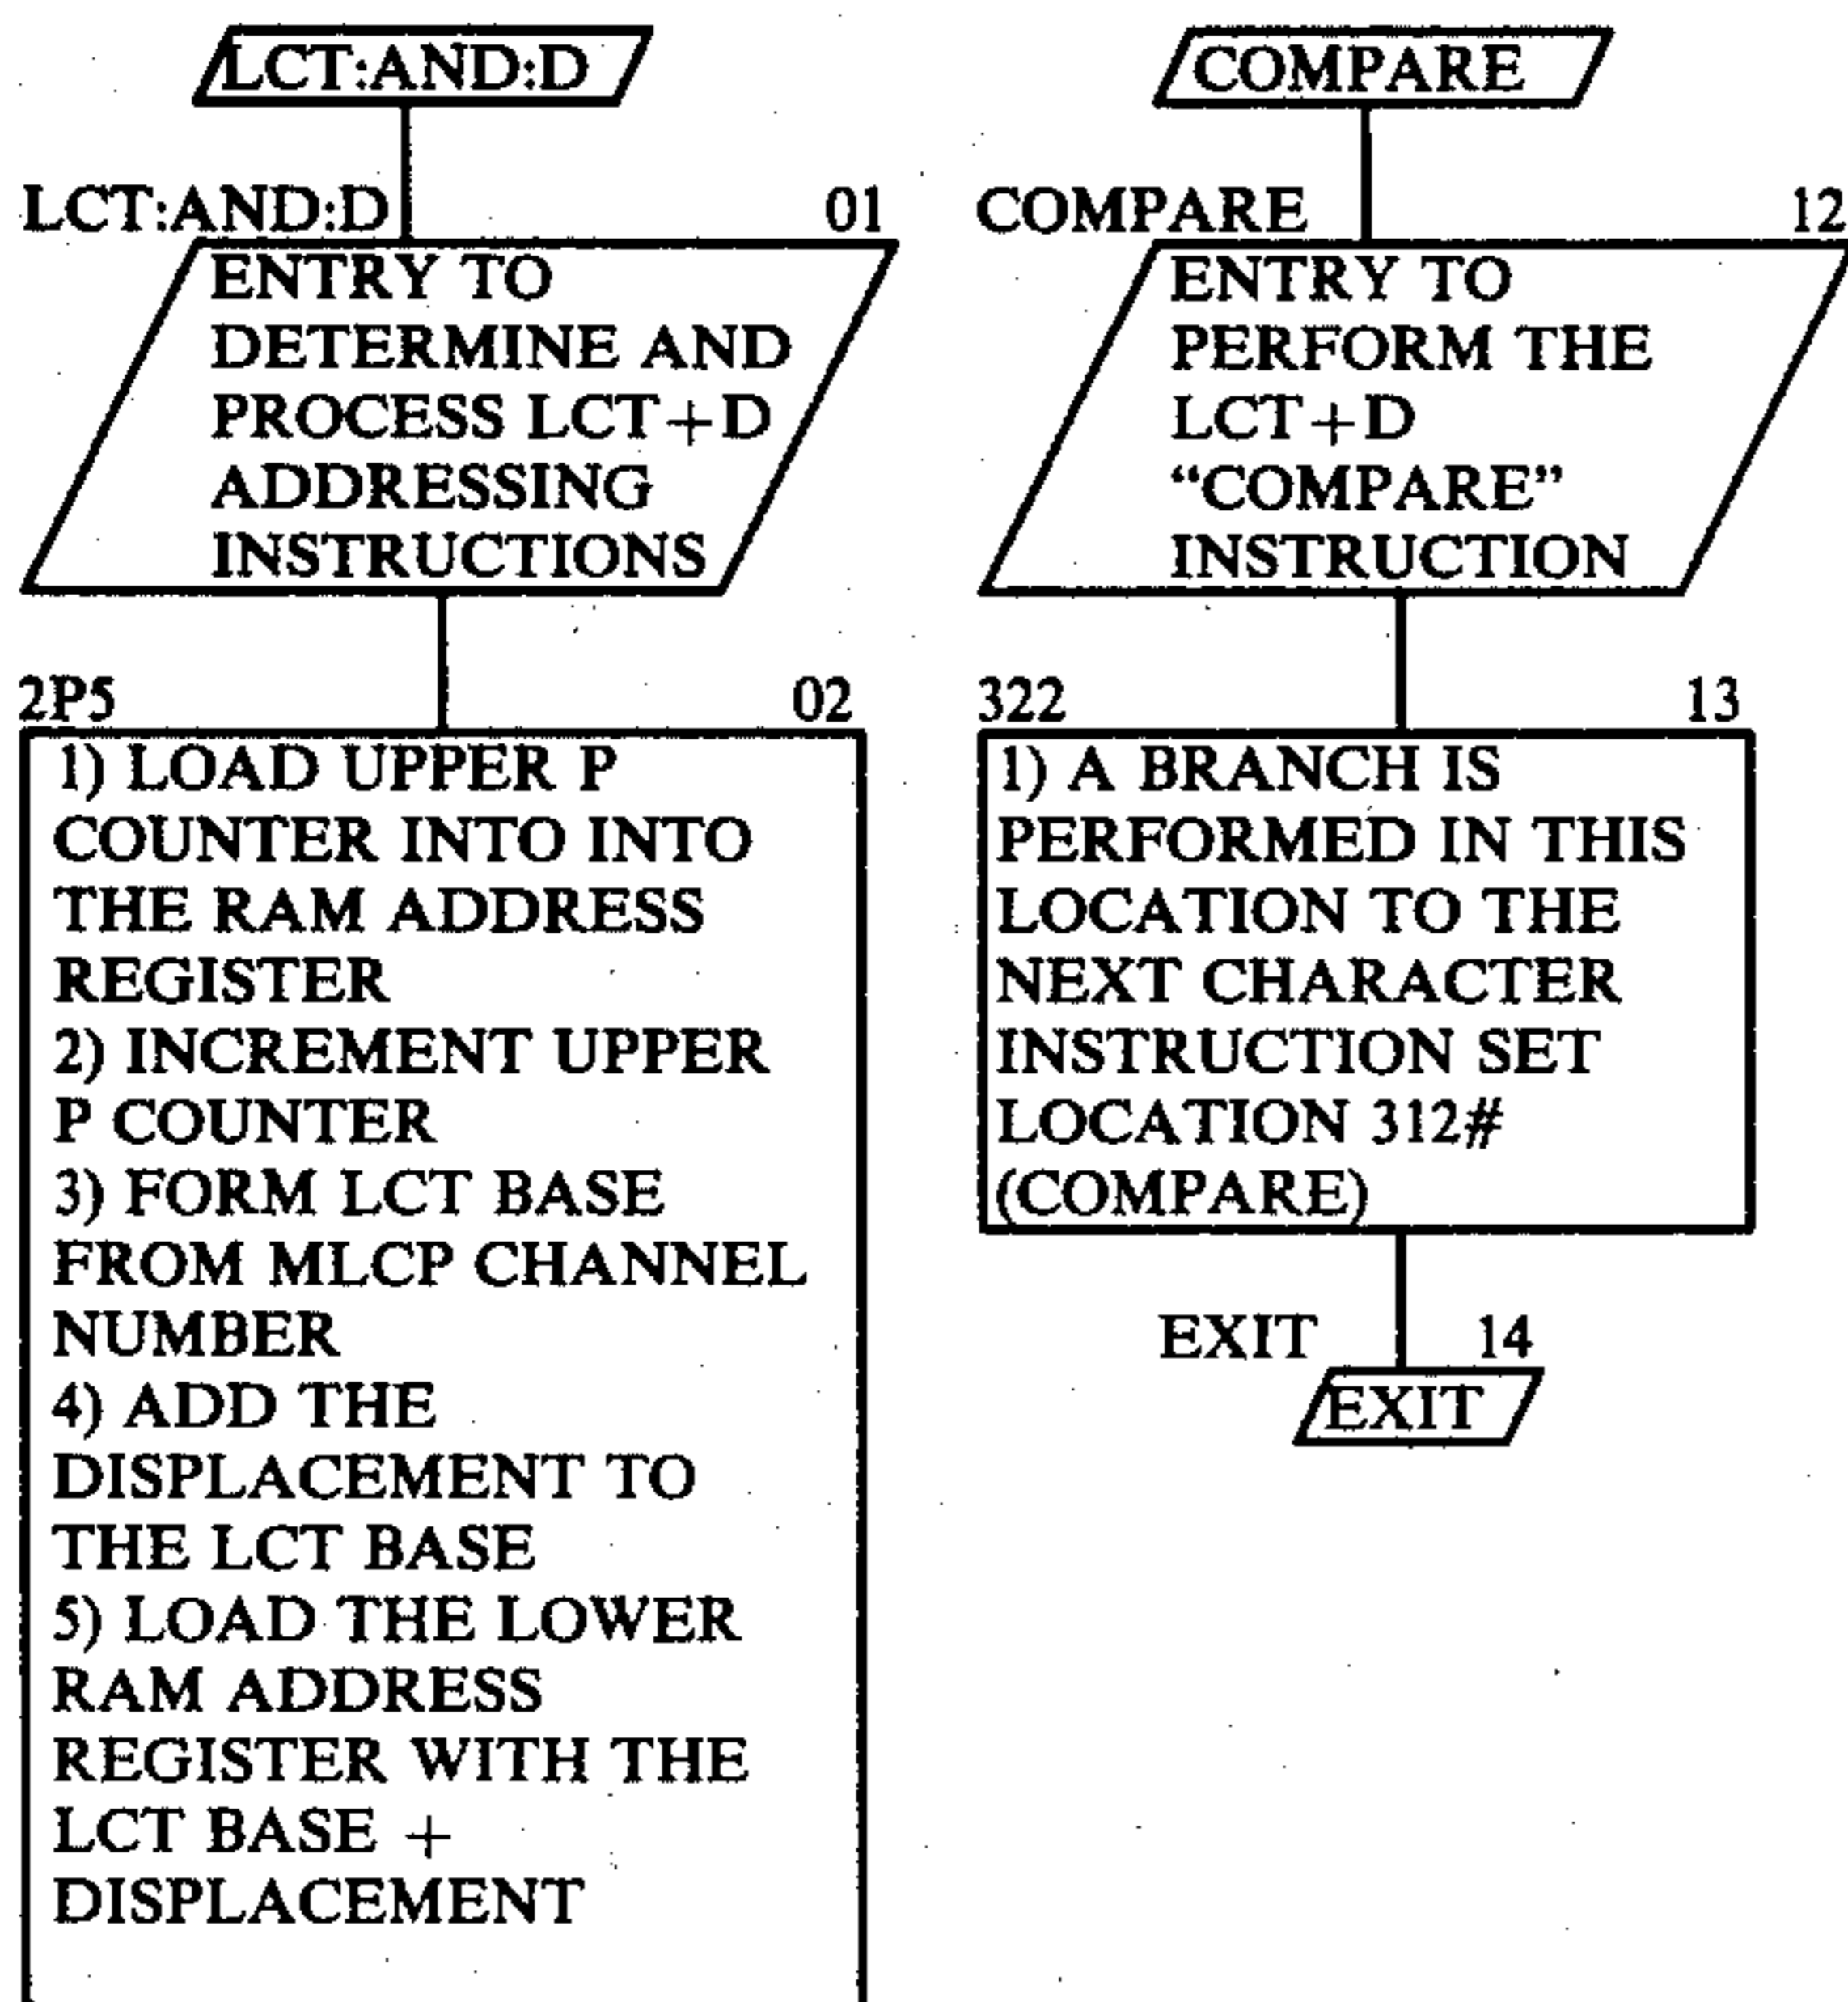 LCT:AND:D
LCT:AND:D 01
ENTRY TO
DETERMINE AND
PROCESS LCT+D
ADDRESSING
INSTRUCTIONS
2P5 02
1) LOAD UPPER P
COUNTER INTO INTO
THE RAM ADDRESS
REGISTER
2) INCREMENT UPPER
P COUNTER
3) FORM LCT BASE
FROM MLCP CHANNEL
NUMBER
4) ADD THE
DISPLACEMENT TO
THE LCT BASE
5) LOAD THE LOWER
RAM ADDRESS
REGISTER WITH THE
LCT BASE +
DISPLACEMENT
COMPARE
COMPARE 12
ENTRY TO
PERFORM THE
LCT+D
“COMPARE”
INSTRUCTION
322 13
1) A BRANCH IS
PERFORMED IN THIS
LOCATION TO THE
NEXT CHARACTER
INSTRUCTION SET
LOCATION 312#
(COMPARE)
EXIT 14
EXIT